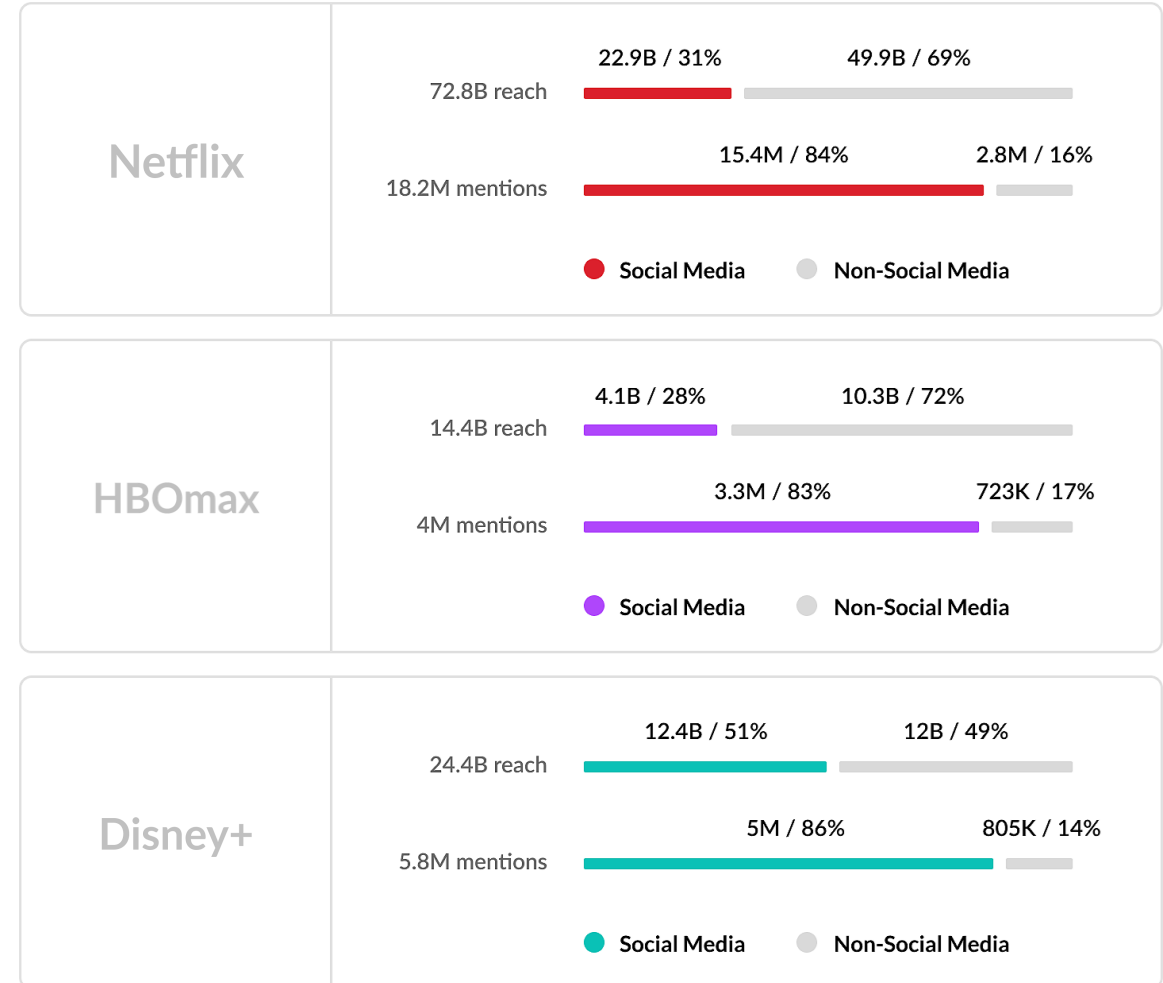 22.9B / 31% 49.9B / 69%
72.8B reach
Netflix
15.4M / 84% 2.8M / 16%
18.2M mentions
Social Media Non-Social Media
4.1B / 28% 10.3B / 72%
14.4B reach
HBOmax
3.3M / 83% 723K / 17%
4M mentions
Social Media Non-Social Media
12.4B / 51% 12B / 49%
24.4B reach
Disney+
5M / 86% 805K / 14%
5.8M mentions
Social Media Non-Social Media